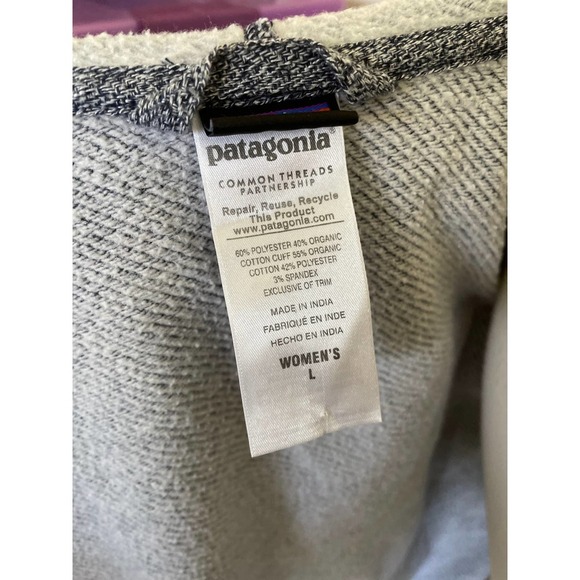 patagonia®
COMMON THREADS
PARTNERSHIP
Repair, Reuse, Recycle
This Product
www.patagonia.com
60% POLYESTER 40% ORGANIC
COTTON CUFF 55% ORGANIC
COTTON 42% POLYESTER
3% SPANDEX
EXCLUSIVE OF TRIM
MADE IN INDIA
FABRIQUÉ EN INDE
HECHO EN INDIA
WOMEN'S
L